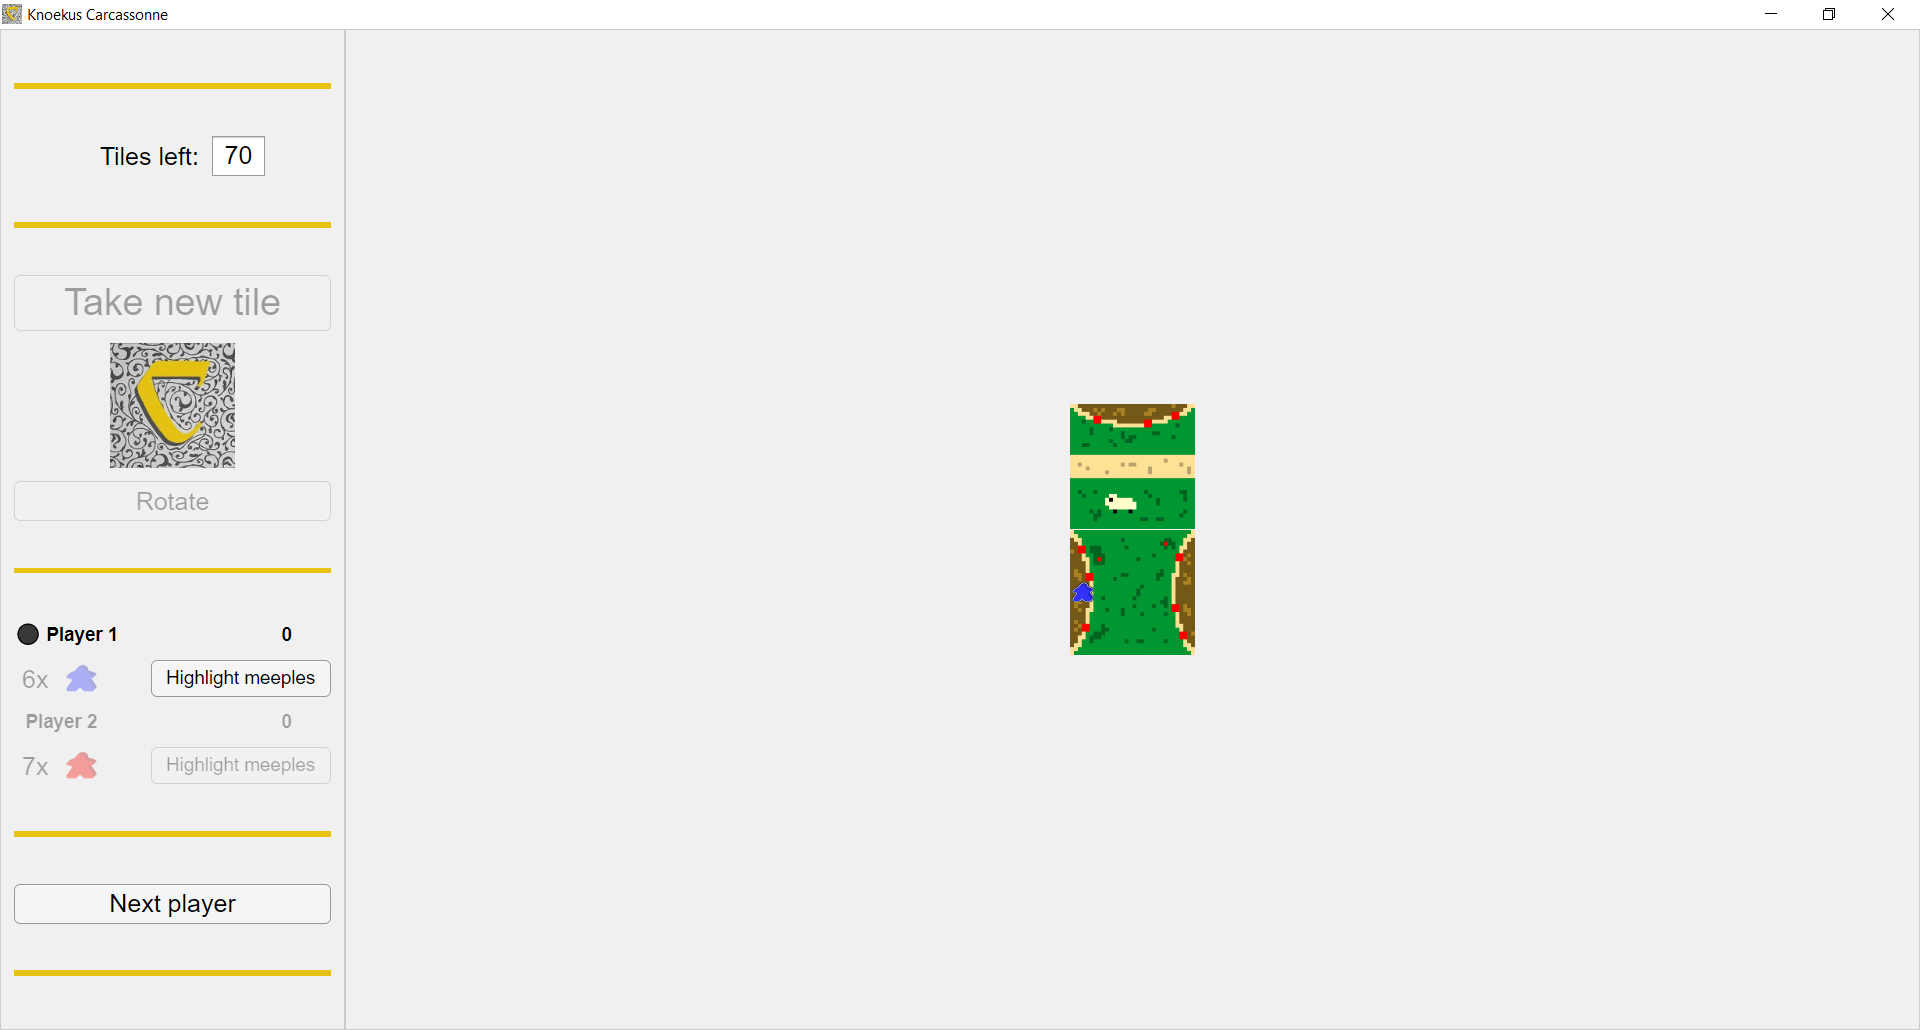 Knoekus Carcassonne
Tiles left: 70
Take new tile
Rotate
Player 1 0
6x Highlight meeples
Player 2 0
7x Highlight meeples
Next player